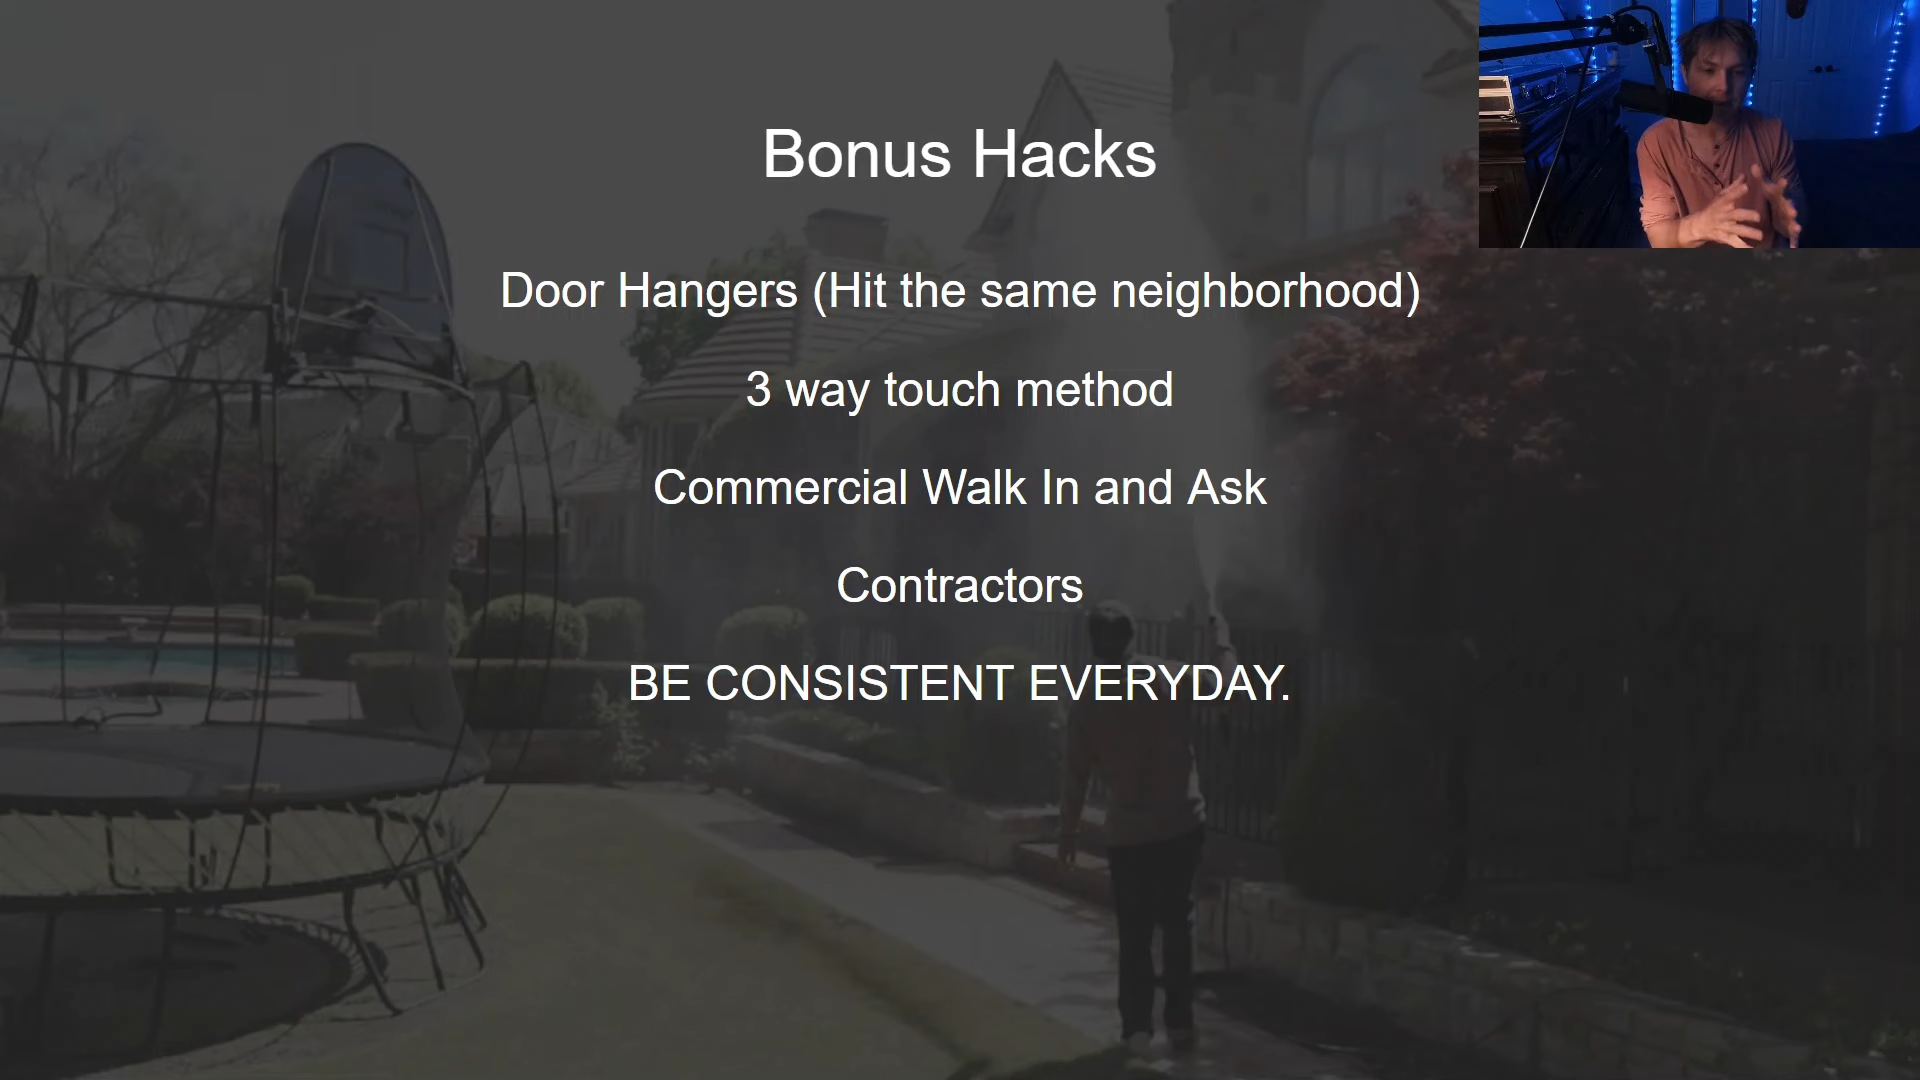 Bonus Hacks
Door Hangers (Hit the same neighborhood)
3 way touch method
Commercial Walk In and Ask
Contractors
BE CONSISTENT EVERYDAY.